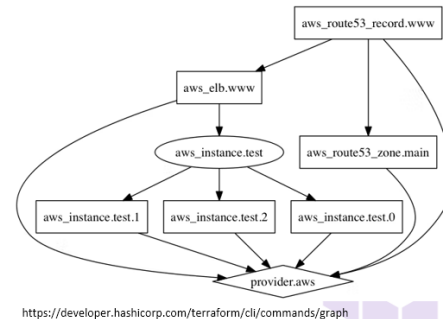 aws_route53_record.www
aws_elb.www
aws_instance.test
aws_route53_zone.main
aws_instance.test.1
aws_instance.test.2
aws_instance.test.0
provider.aws
https://developer.hashicorp.com/terraform/cli/commands/graph